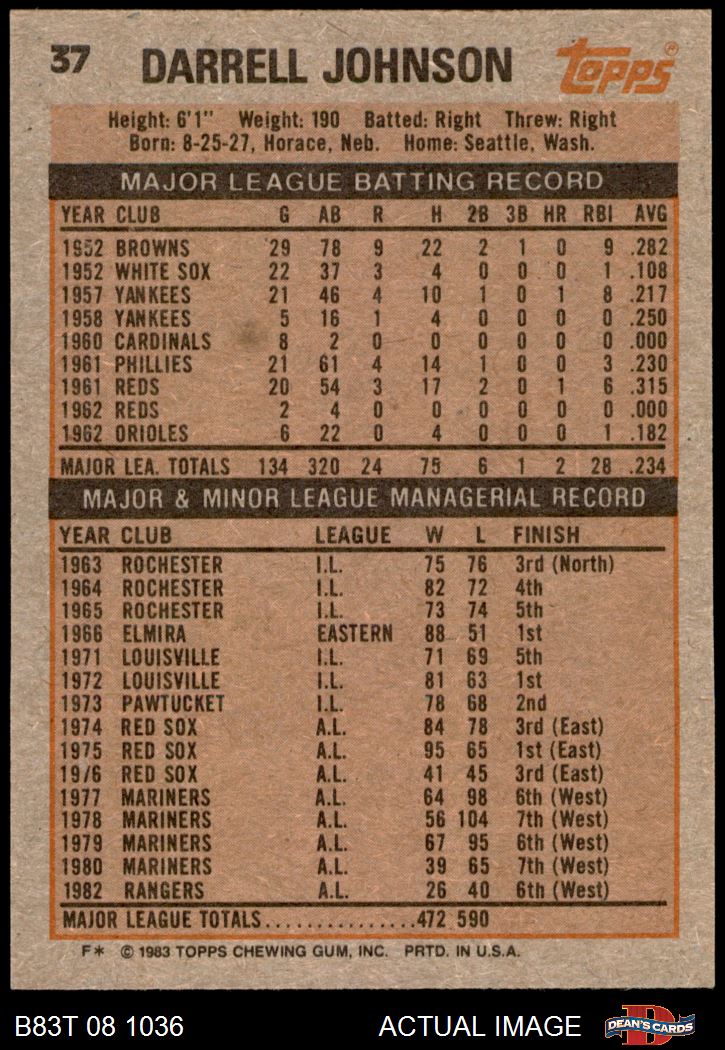 37 DARRELL JOHNSON Topps®
Height: 6'1" Weight: 190 Batted: Right Threw: Right
Born: 8-25-27, Horace, Neb. Home: Seattle, Wash.
MAJOR LEAGUE BATTING RECORD
YEAR CLUB G AB R H 2B 3B HR RBI AVG
1952 BROWNS 29 78 9 22 2 1 0 9 .282
1952 WHITE SOX 22 37 3 4 0 0 0 1 .108
1957 YANKEES 21 46 4 10 1 0 1 8 .217
1958 YANKEES 5 16 1 4 0 0 0 0 .250
1960 CARDINALS 8 2 0 0 0 0 0 0 .000
1961 PHILLIES 21 61 4 14 1 0 0 3 .230
1961 REDS 20 54 3 17 2 0 1 6 .315
1962 REDS 2 4 0 0 0 0 0 0 .000
1962 ORIOLES 6 22 0 4 0 0 0 1 .182
MAJOR LEA. TOTALS 134 320 24 75 6 1 2 28 .234
MAJOR & MINOR LEAGUE MANAGERIAL RECORD
YEAR CLUB LEAGUE W L FINISH
1963 ROCHESTER I.L. 75 76 3rd (North)
1964 ROCHESTER I.L. 82 72 4th
1965 ROCHESTER I.L. 73 74 5th
1966 ELMIRA EASTERN 88 51 1st
1971 LOUISVILLE I.L. 71 69 5th
1972 LOUISVILLE I.L. 81 63 1st
1973 PAWTUCKET I.L. 78 68 2nd
1974 RED SOX A.L. 84 78 3rd (East)
1975 RED SOX A.L. 95 65 1st (East)
1976 RED SOX A.L. 41 45 3rd (East)
1977 MARINERS A.L. 64 98 6th (West)
1978 MARINERS A.L. 56 104 7th (West)
1979 MARINERS A.L. 67 95 6th (West)
1980 MARINERS A.L. 39 65 7th (West)
1982 RANGERS A.L. 26 40 6th (West)
MAJOR LEAGUE TOTALS...............472 590
F* © 1983 TOPPS CHEWING GUM, INC. PRTD. IN U.S.A.
B83T 08 1036 ACTUAL IMAGE D DEAN'S CARDS